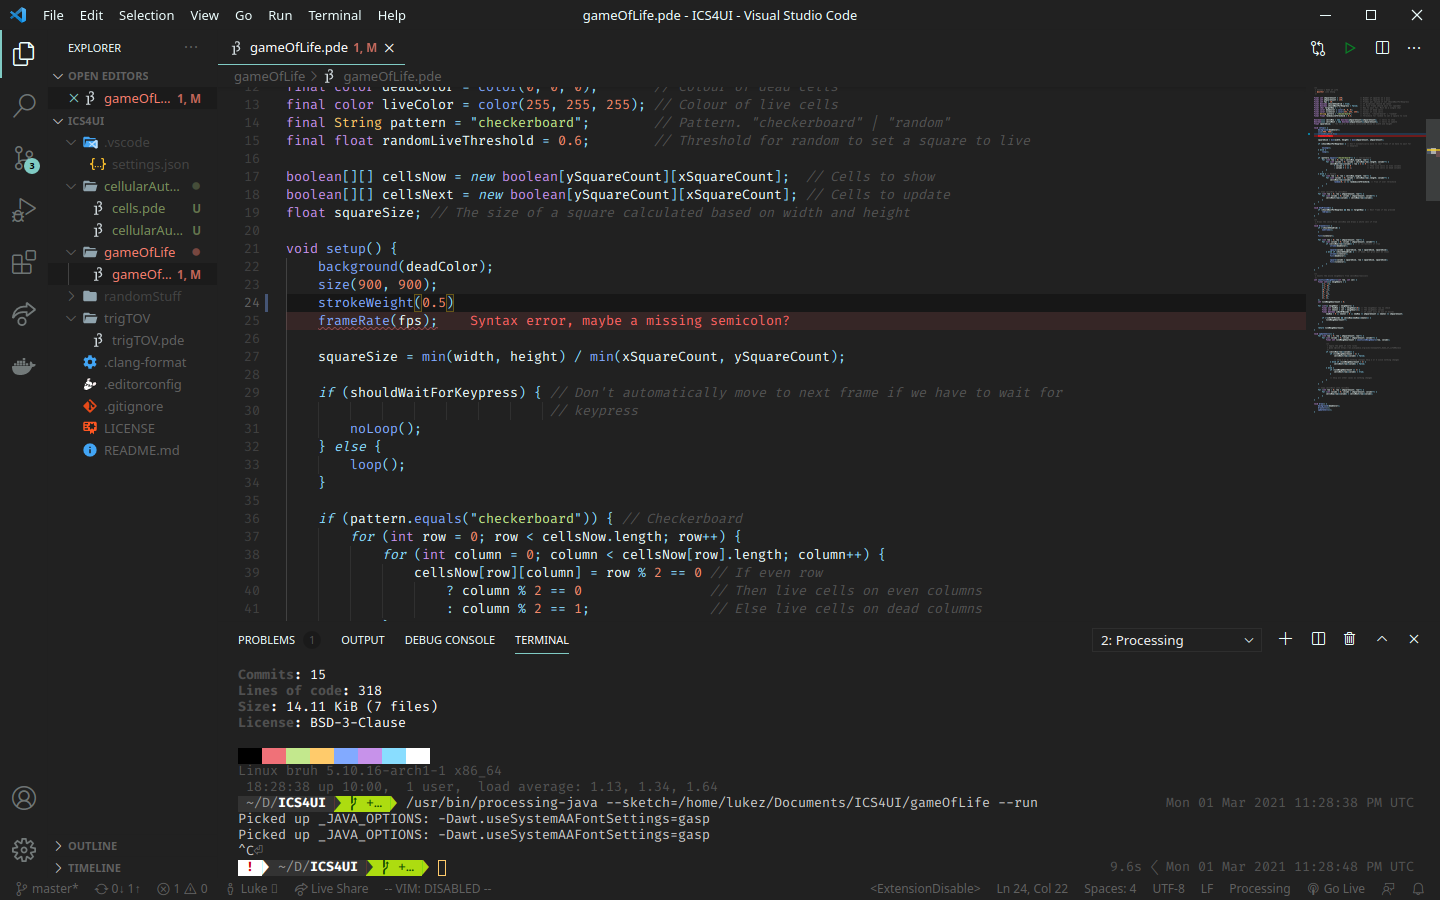 File Edit Selection View Go Run Terminal Help
gameOfLife.pde - ICS4UI - Visual Studio Code
EXPLORER
OPEN EDITORS
gameOfL... 1, M
ICS4UI
.vscode
settings.json
cellularAut...
cells.pde U
cellularAu... U
gameOfLife
gameOf... 1, M
randomStuff
trigTOV
trigTOV.pde
.clang-format
.editorconfig
.gitignore
LICENSE
README.md
OUTLINE
TIMELINE
3
gameOfLife.pde 1, M
gameOfLife > gameOfLife.pde
12 final color deadColor = color(0, 0, 0); // Colour of dead cells
13 final color liveColor = color(255, 255, 255); // Colour of live cells
14 final String pattern = "checkerboard"; // Pattern. "checkerboard" | "random"
15 final float randomLiveThreshold = 0.6; // Threshold for random to set a square to live
16
17 boolean[][] cellsNow = new boolean[ySquareCount][xSquareCount]; // Cells to show
18 boolean[][] cellsNext = new boolean[ySquareCount][xSquareCount]; // Cells to update
19 float squareSize; // The size of a square calculated based on width and height
20
21 void setup() {
22 background(deadColor);
23 size(900, 900);
24 strokeWeight(0.5)
25 frameRate(fps); Syntax error, maybe a missing semicolon?
26
27 squareSize = min(width, height) / min(xSquareCount, ySquareCount);
28
29 if (shouldWaitForKeypress) { // Don't automatically move to next frame if we have to wait for
30 // keypress
31 noLoop();
32 } else {
33 loop();
34 }
35
36 if (pattern.equals("checkerboard")) { // Checkerboard
37 for (int row = 0; row < cellsNow.length; row++) {
38 for (int column = 0; column < cellsNow[row].length; column++) {
39 cellsNow[row][column] = row % 2 == 0 // If even row
40 ? column % 2 == 0 // Then live cells on even columns
41 : column % 2 == 1; // Else live cells on dead columns
PROBLEMS 1 OUTPUT DEBUG CONSOLE TERMINAL
2: Processing
Commits: 15
Lines of code: 318
Size: 14.11 KiB (7 files)
License: BSD-3-Clause
Linux bruh 5.10.16-arch1-1 x86_64
18:28:38 up 10:00, 1 user, load average: 1.13, 1.34, 1.64
~/D/ICS4UI +… /usr/bin/processing-java --sketch=/home/lukez/Documents/ICS4UI/gameOfLife --run Mon 01 Mar 2021 11:28:38 PM UTC
Picked up _JAVA_OPTIONS: -Dawt.useSystemAAFontSettings=gasp
Picked up _JAVA_OPTIONS: -Dawt.useSystemAAFontSettings=gasp
^C⏎
! ~/D/ICS4UI +… 9.6s < Mon 01 Mar 2021 11:28:48 PM UTC
master* 0↓ 1↑ 1 0 Luke Live Share -- VIM: DISABLED -- <ExtensionDisable> Ln 24, Col 22 Spaces: 4 UTF-8 LF Processing Go Live